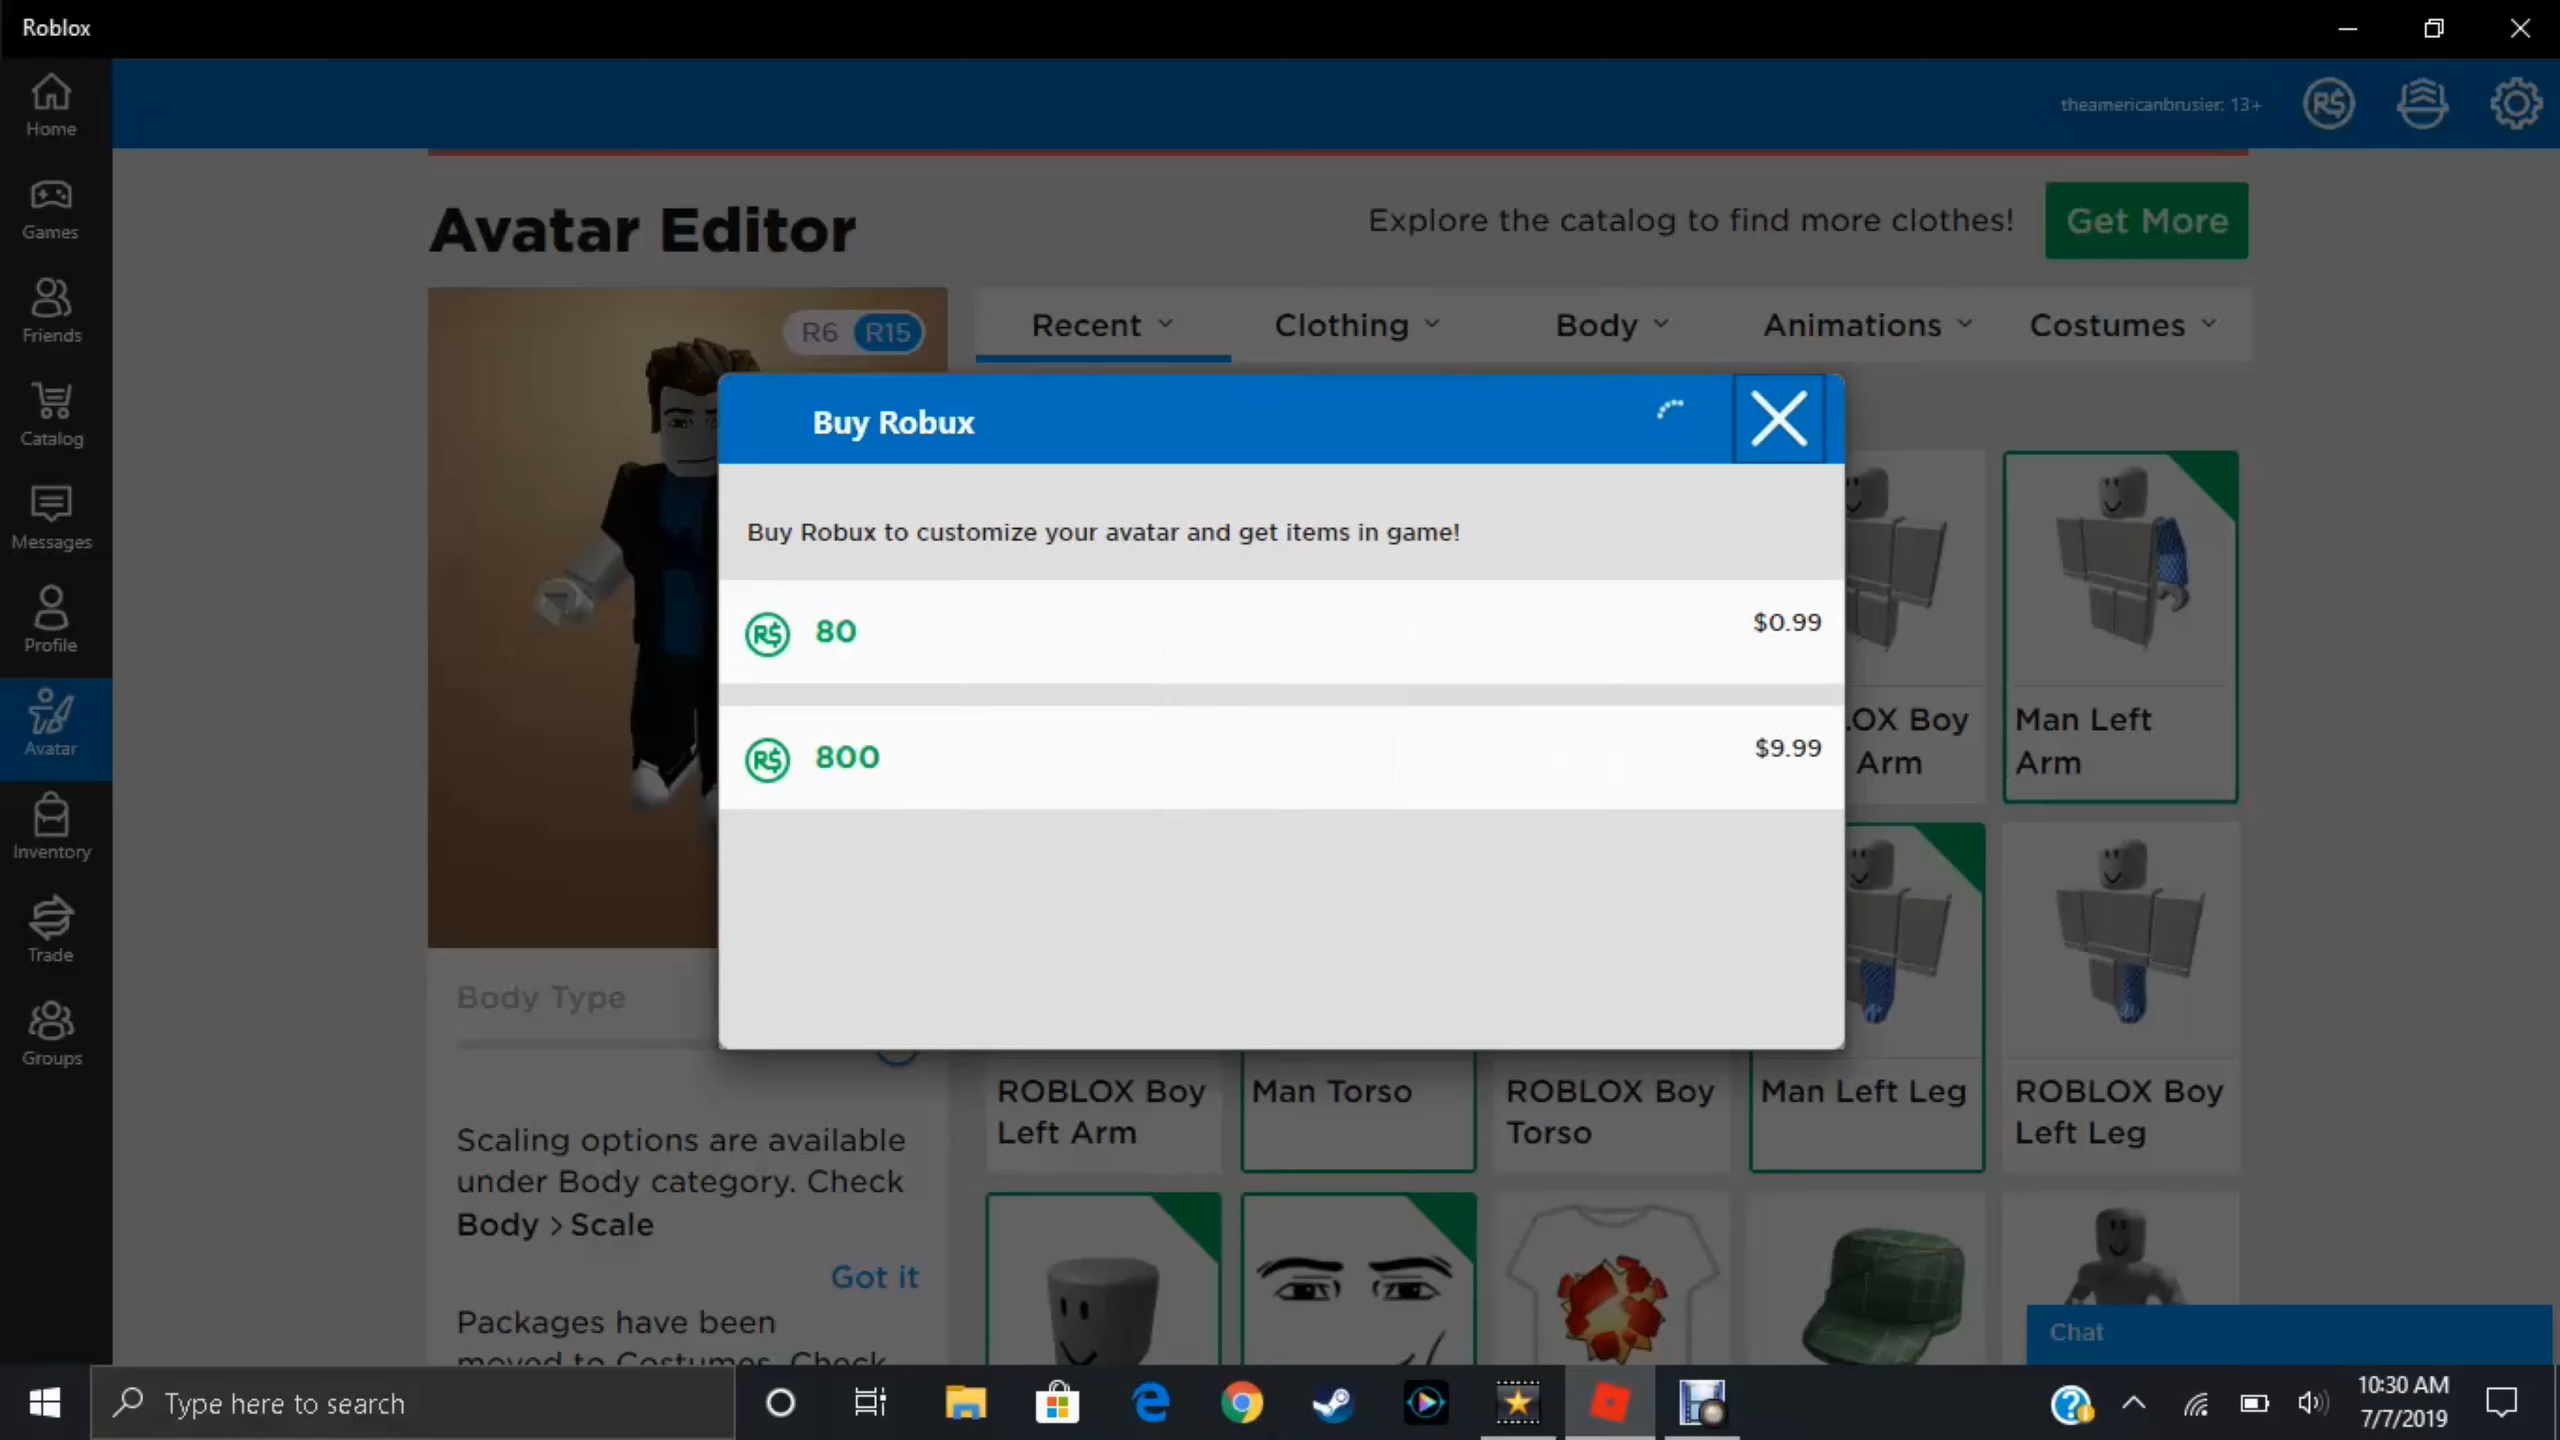 Roblox
Home
Games
Friends
Catalog
Messages
Profile
Avatar
Inventory
Trade
Groups
theamericanbrusier: 13+
R$
Avatar Editor
Explore the catalog to find more clothes!
Get More
R6 R15
Recent
Clothing
Body
Animations
Costumes
Buy Robux
Buy Robux to customize your avatar and get items in game!
R$ 80
$0.99
R$ 800
$9.99
LOX Boy
Arm
Man Left
Arm
Body Type
Scaling options are available
under Body category. Check
Body > Scale
Got it
Packages have been
moved to Costumes. Check
ROBLOX Boy
Left Arm
Man Torso
ROBLOX Boy
Torso
Man Left Leg
ROBLOX Boy
Left Leg
Chat
Type here to search
10:30 AM
7/7/2019